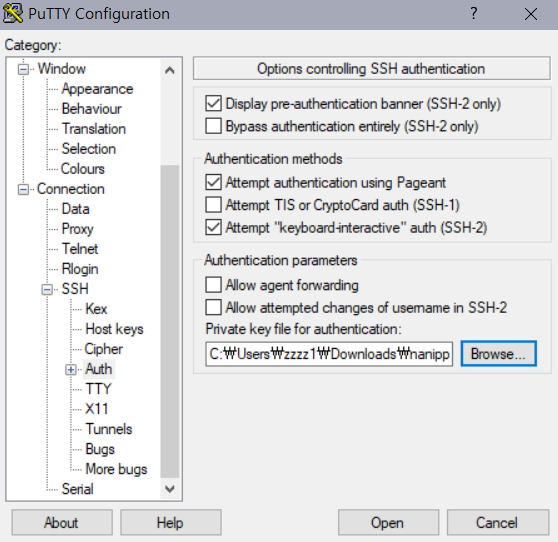 PuTTY Configuration
Category:
Window
Appearance
Behaviour
Translation
Selection
Colours
Connection
Data
Proxy
Telnet
Rlogin
SSH
Kex
Host keys
Cipher
Auth
TTY
X11
Tunnels
Bugs
More bugs
Serial
Options controlling SSH authentication
Display pre-authentication banner (SSH-2 only)
Bypass authentication entirely (SSH-2 only)
Authentication methods
Attempt authentication using Pageant
Attempt TIS or CryptoCard auth (SSH-1)
Attempt "keyboard-interactive" auth (SSH-2)
Authentication parameters
Allow agent forwarding
Allow attempted changes of username in SSH-2
Private key file for authentication:
C:₩Users₩zzzz1₩Downloads₩nanipp
Browse...
About
Help
Open
Cancel